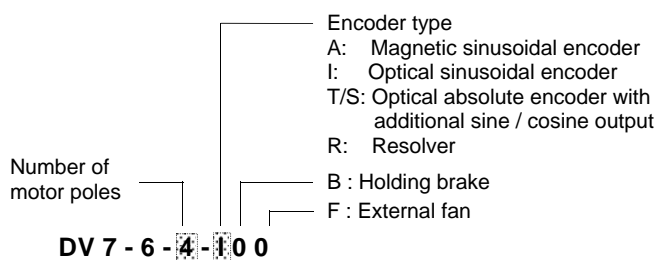 Encoder type
A: Magnetic sinusoidal encoder
I: Optical sinusoidal encoder
T/S: Optical absolute encoder with
additional sine / cosine output
R: Resolver
Number of
motor poles
B : Holding brake
F : External fan
DV 7 - 6 - 4 - I 0 0